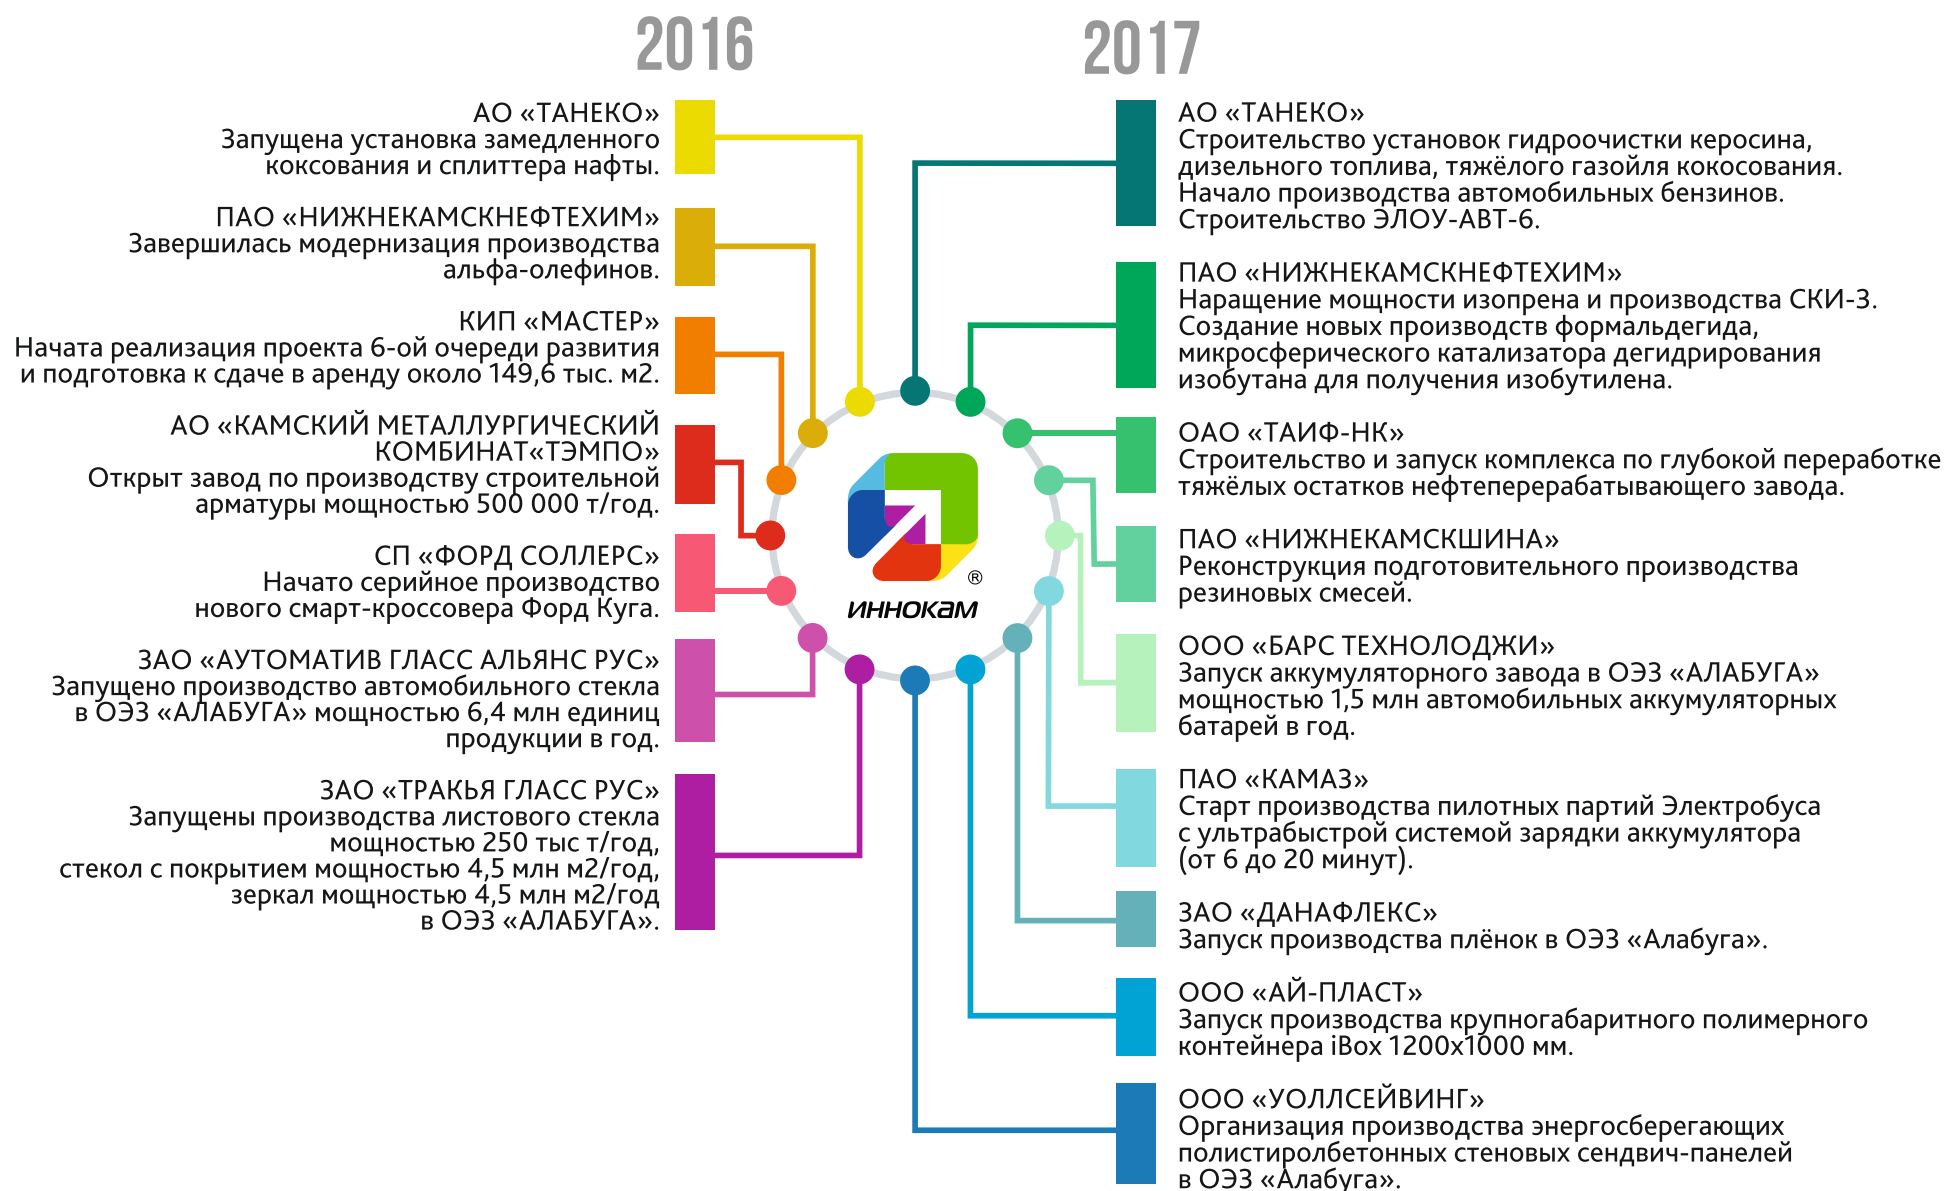 2016
АО «ТАНЕКО»
Запущена установка замедленного
коксования и сплиттера нафты.
ПАО «НИЖНЕКАМСКНЕФТЕХИМ»
Завершилась модернизация производства
альфа-олефинов.
КИП «МАСТЕР»
Начата реализация проекта 6-ой очереди развития
и подготовка к сдаче в аренду около 149,6 тыс. м2.
АО «КАМСКИЙ МЕТАЛЛУРГИЧЕСКИЙ
КОМБИНАТ«ТЭМПО»
Открыт завод по производству строительной
арматуры мощностью 500 000 т/год.
СП «ФОРД СОЛЛЕРС»
Начато серийное производство
нового смарт-кроссовера Форд Куга.
ЗАО «АУТОМАТИВ ГЛАСС АЛЬЯНС РУС»
Запущено производство автомобильного стекла
в ОЭЗ «АЛАБУГА» мощностью 6,4 млн единиц
продукции в год.
ЗАО «ТРАКЬЯ ГЛАСС РУС»
Запущены производства листового стекла
мощностью 250 тыс т/год,
стекол с покрытием мощностью 4,5 млн м2/год,
зеркал мощностью 4,5 млн м2/год
в ОЭЗ «АЛАБУГА».
®
ИННОКАМ
2017
АО «ТАНЕКО»
Строительство установок гидроочистки керосина,
дизельного топлива, тяжёлого газойля кокосования.
Начало производства автомобильных бензинов.
Строительство ЭЛОУ-АВТ-6.
ПАО «НИЖНЕКАМСКНЕФТЕХИМ»
Наращение мощности изопрена и производства СКИ-3.
Создание новых производств формальдегида,
микросферического катализатора дегидрирования
изобутана для получения изобутилена.
ОАО «ТАИФ-НК»
Строительство и запуск комплекса по глубокой переработке
тяжёлых остатков нефтеперерабатывающего завода.
ПАО «НИЖНЕКАМСКШИНА»
Реконструкция подготовительного производства
резиновых смесей.
ООО «БАРС ТЕХНОЛОДЖИ»
Запуск аккумуляторного завода в ОЭЗ «АЛАБУГА»
мощностью 1,5 млн автомобильных аккумуляторных
батарей в год.
ПАО «КАМАЗ»
Старт производства пилотных партий Электробуса
с ультрабыстрой системой зарядки аккумулятора
(от 6 до 20 минут).
ЗАО «ДАНАФЛЕКС»
Запуск производства плёнок в ОЭЗ «Алабуга».
ООО «АЙ-ПЛАСТ»
Запуск производства крупногабаритного полимерного
контейнера iBox 1200x1000 мм.
ООО «УОЛЛСЕЙВИНГ»
Организация производства энергосберегающих
полистиролбетонных стеновых сендвич-панелей
в ОЭЗ «Алабуга».